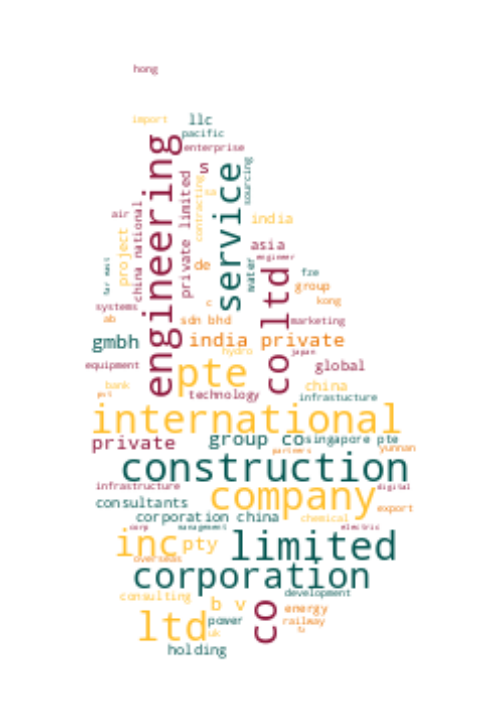 hong
import
llc
pacific
enterprise
engineering
s
service
sourcing
private limited
contracting
air
china national
project
india
asia
engineer
far east
water
de
co ltd
fze
group
systems
c
kong
ab
sdn bhd
marketing
gmbh
india private
hydro
japan
equipment
pte
global
bank
technology
china
infrastucture
pvt
international
private
group co
singapore pte
partners
yunnan
construction
infrastructure
company
digital
consultants
export
corporation china
chemical
corp
management
electric
inc
pty
limited
overseas
corporation
consulting
development
b v
co
energy
ltd
power
railway
uk
holding